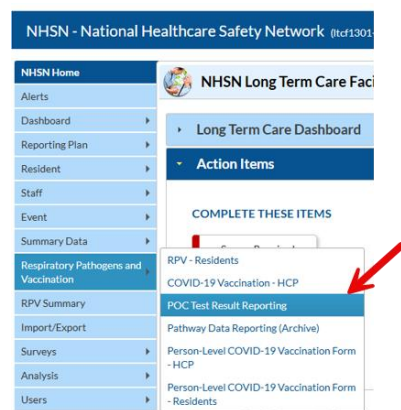 NHSN - National Healthcare Safety Network (ltcf1301-
NHSN Home
Alerts
Dashboard
Reporting Plan
Resident
Staff
Event
Summary Data
Respiratory Pathogens and
Vaccination
RPV Summary
Import/Export
Surveys
Analysis
Users
NHSN Long Term Care Faci
Long Term Care Dashboard
Action Items
COMPLETE THESE ITEMS
RPV - Residents
COVID-19 Vaccination - HCP
POC Test Result Reporting
Pathway Data Reporting (Archive)
Person-Level COVID-19 Vaccination Form
- HCP
Person-Level COVID-19 Vaccination Form
- Residents